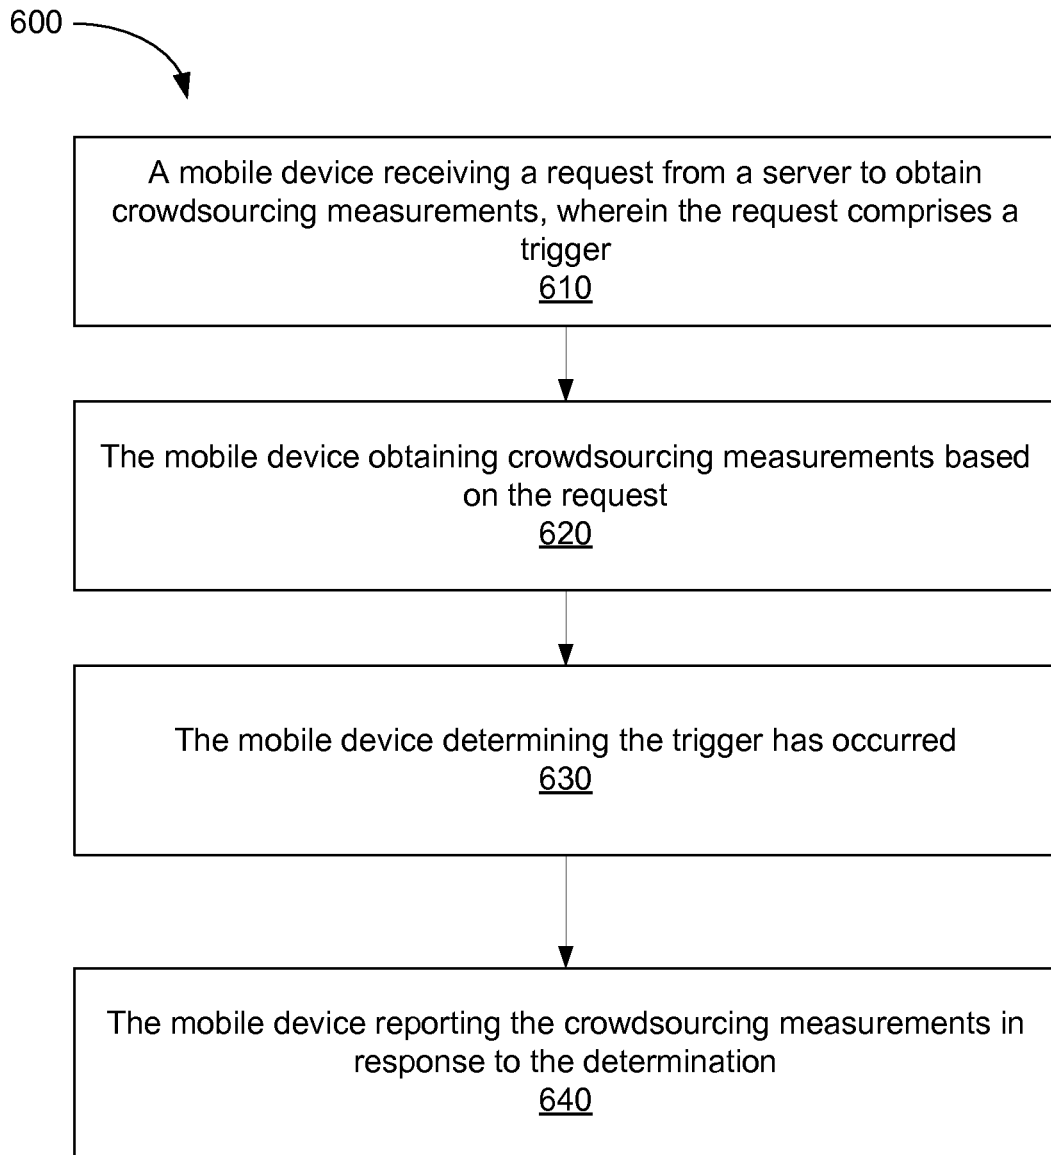 600
A mobile device receiving a request from a server to obtain
crowdsourcing measurements, wherein the request comprises a
trigger
610
The mobile device obtaining crowdsourcing measurements based
on the request
620
The mobile device determining the trigger has occurred
630
The mobile device reporting the crowdsourcing measurements in
response to the determination
640